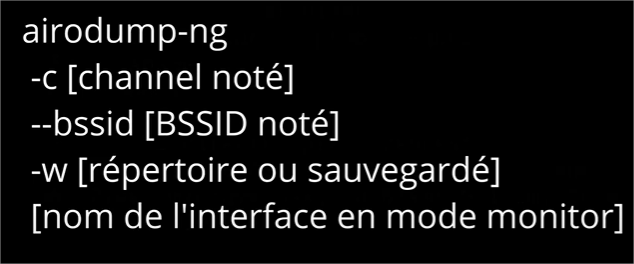 airodump-ng
-c [channel noté]
--bssid [BSSID noté]
-w [répertoire ou sauvegardé]
[nom de l'interface en mode monitor]